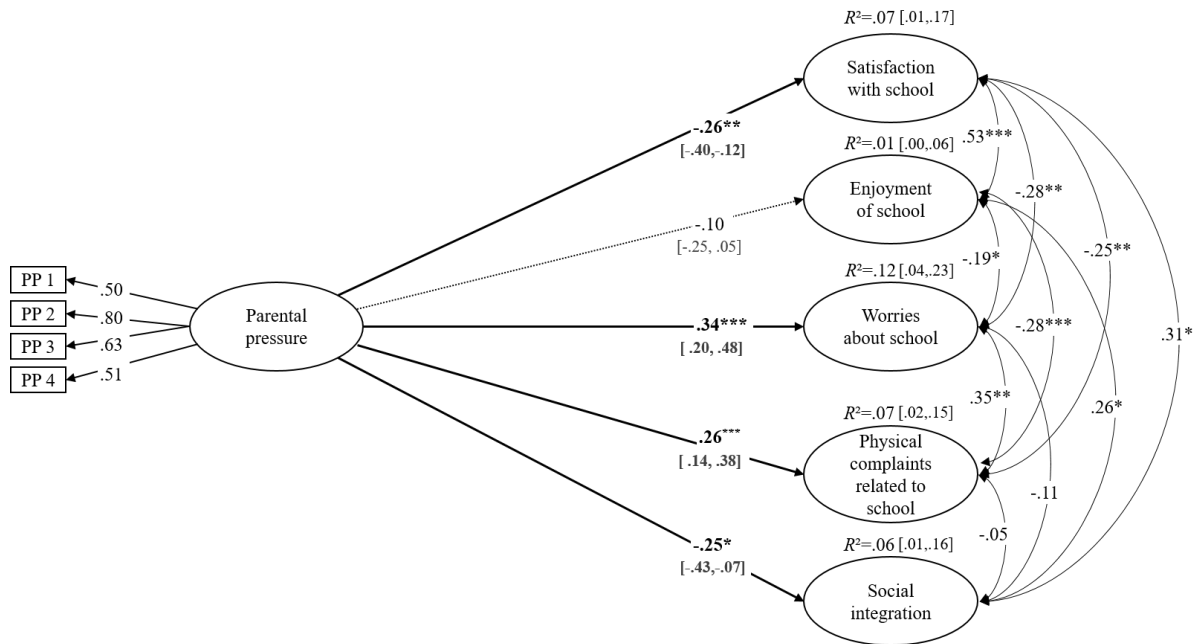 R²=.07 [.01,.17]
Satisfaction
with school
-.26**
[-.40,-.12]
.53***
R²=.01 [.00,.06]
Enjoyment
of school
-.28**
-.10
[-.25, .05]
-.19*
-.25**
R²=.12 [.04,.23]
PP 1
.50
PP 2
.80
PP 3
.63
PP 4
.51
Parental
pressure
.34***
[ .20, .48]
Worries
about school
-.28***
.31*
.35**
.26*
R²=.07 [.02,.15]
.26***
[ .14, .38]
Physical
complaints
related to
school
-.11
-.05
R²=.06 [.01,.16]
-.25*
[-.43,-.07]
Social
integration